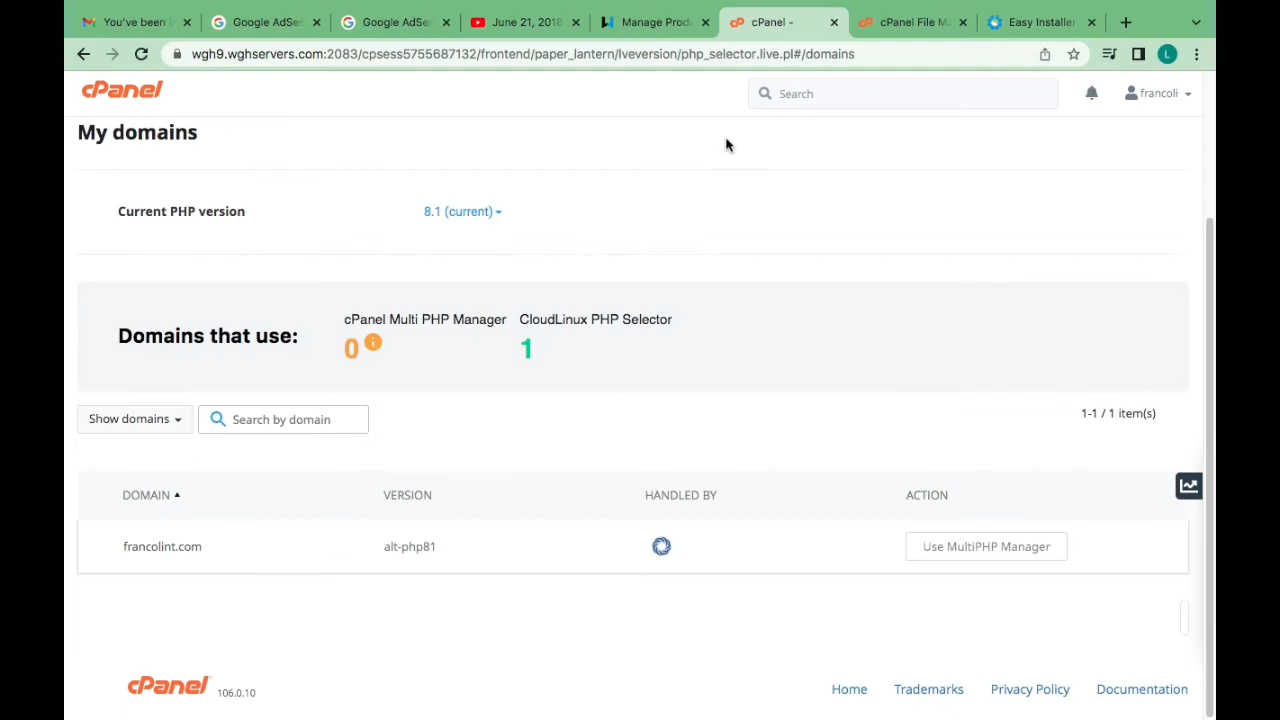 You've been i
Google AdSen
Google AdSen
June 21, 2018
Manage Produ
cPanel -
cPanel File Ma
Easy Installer
wgh9.wghservers.com:2083/cpsess5755687132/frontend/paper_lantern/lveversion/php_selector.live.pl#/domains
L
cPanel
Search
francoli
My domains
Current PHP version
8.1 (current)
Domains that use:
cPanel Multi PHP Manager
CloudLinux PHP Selector
0
i
1
Show domains
Search by domain
1-1 / 1 item(s)
DOMAIN
VERSION
HANDLED BY
ACTION
francolint.com
alt-php81
Use MultiPHP Manager
cPanel 106.0.10
Home
Trademarks
Privacy Policy
Documentation